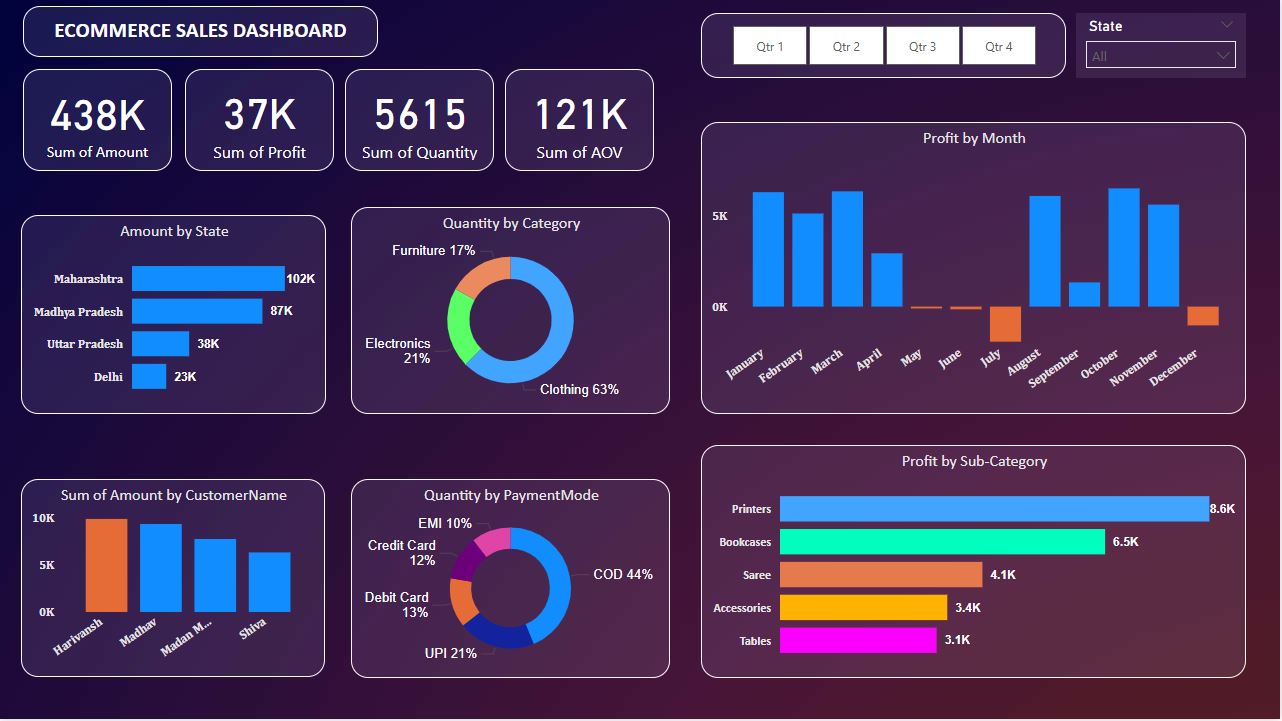 ECOMMERCE SALES DASHBOARD
Qtr 1
Qtr 2
Qtr 3
Qtr 4
State
All
438K
Sum of Amount
37K
Sum of Profit
5615
Sum of Quantity
121K
Sum of AOV
Amount by State
Maharashtra
102K
Madhya Pradesh
87K
Uttar Pradesh
38K
Delhi
23K
Quantity by Category
Furniture 17%
Electronics
21%
Clothing 63%
Profit by Month
5K
0K
January
February
March
April
May
June
July
August
September
October
November
December
Sum of Amount by CustomerName
10K
5K
0K
Harivansh
Madhav
Madan M...
Shiva
Quantity by PaymentMode
EMI 10%
Credit Card
12%
Debit Card
13%
UPI 21%
COD 44%
Profit by Sub-Category
Printers
8.6K
Bookcases
6.5K
Saree
4.1K
Accessories
3.4K
Tables
3.1K